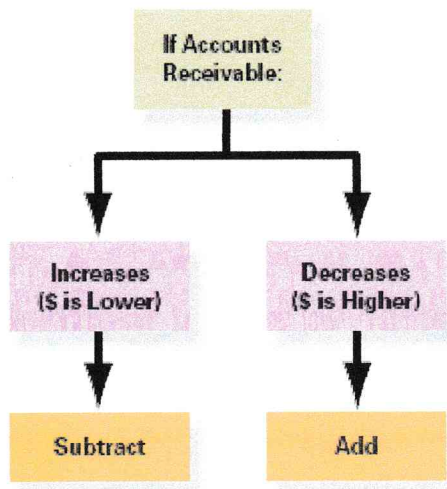 If Accounts
Receivable:
Increases
($ is Lower)
Decreases
($ is Higher)
Subtract
Add